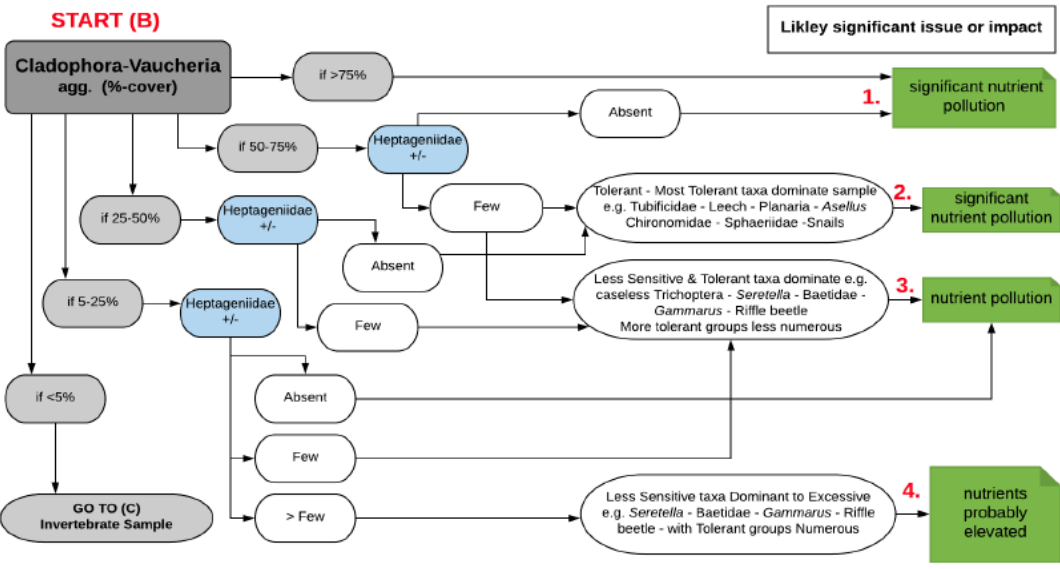 START (B)
Likley significant issue or impact
Cladophora-Vaucheria
agg. (%-cover)
if >75%
1.
significant nutrient
pollution
Absent
if 50-75%
Heptageniidae
+/-
Few
Tolerant - Most Tolerant taxa dominate sample
e.g. Tubificidae - Leech - Planaria - Asellus
Chironomidae - Sphaeriidae -Snails
2.
significant
nutrient pollution
if 25-50%
Heptageniidae
+/-
Absent
Few
Less Sensitive & Tolerant taxa dominate e.g.
caseless Trichoptera - Seretella - Baetidae -
Gammarus - Riffle beetle
More tolerant groups less numerous
3.
nutrient pollution
if 5-25%
Heptageniidae
+/-
Absent
Few
> Few
Less Sensitive taxa Dominant to Excessive
e.g. Seretella - Baetidae - Gammarus - Riffle
beetle - with Tolerant groups Numerous
4.
nutrients
probably
elevated
if <5%
GO TO (C)
Invertebrate Sample